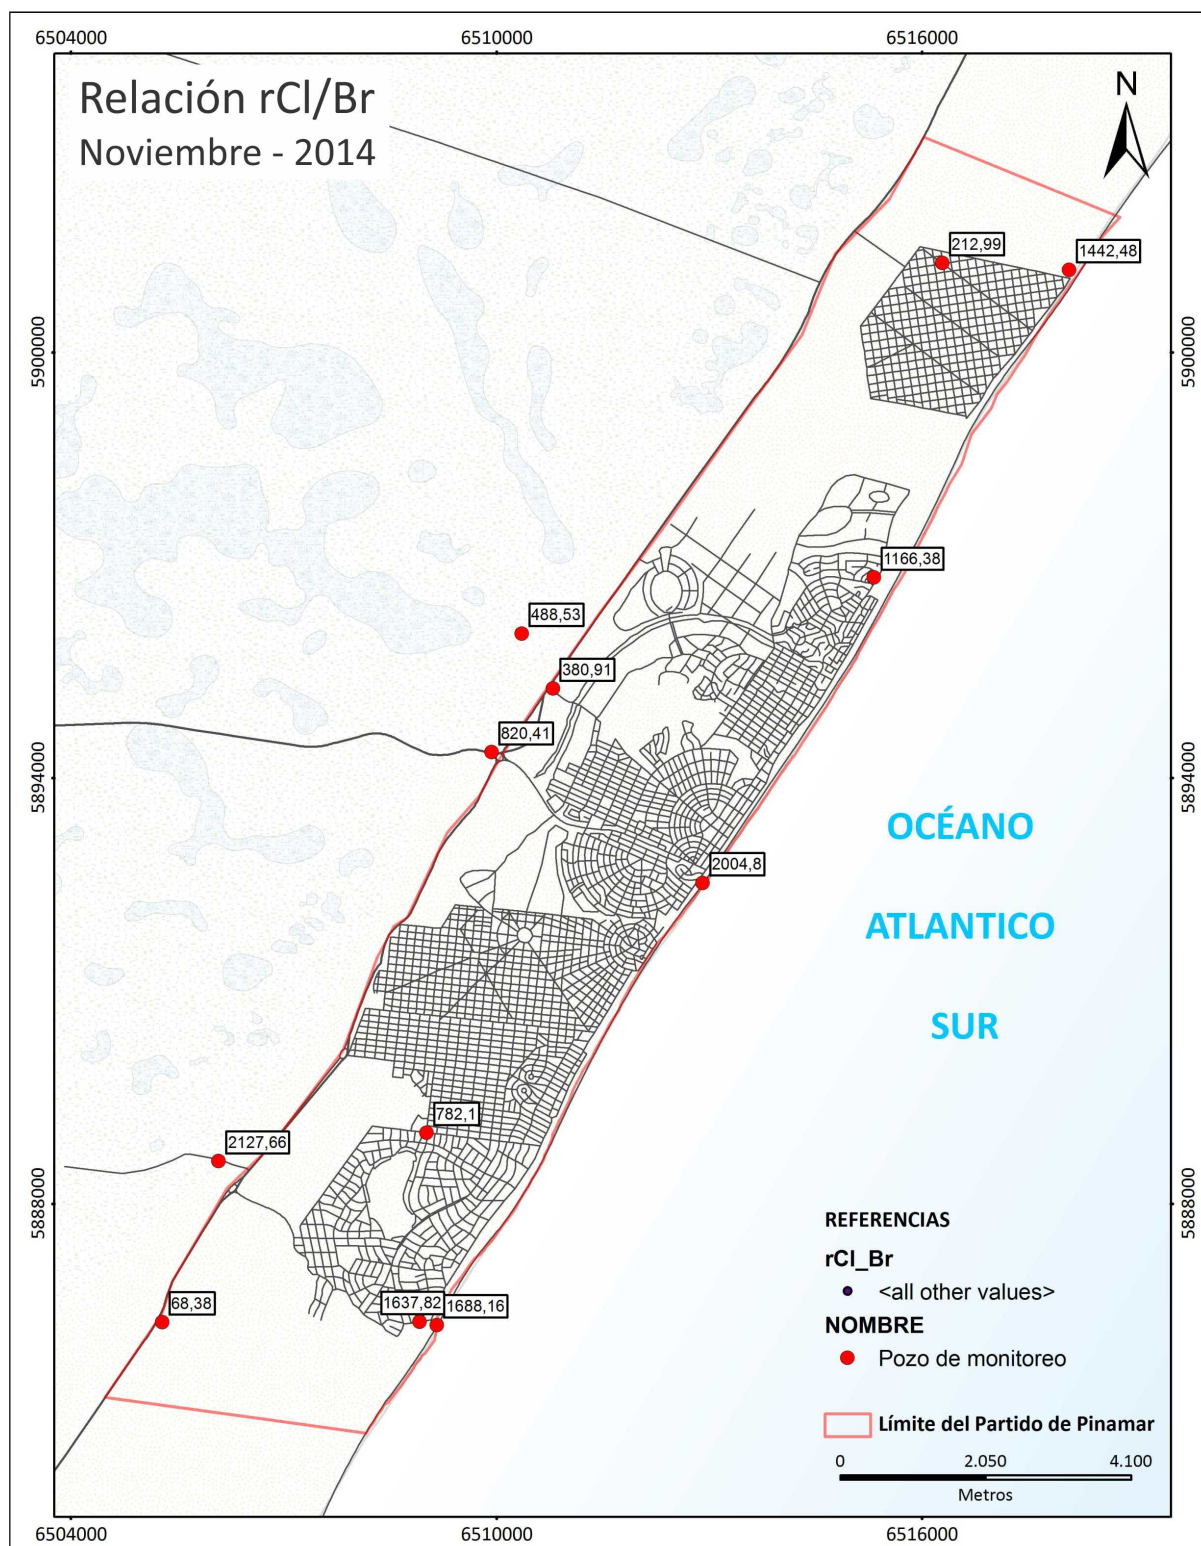 6504000
6510000
6516000
Relación rCl/Br
Noviembre - 2014
N
212,99
1442,48
5900000
5900000
1166,38
488,53
380,91
820,41
5894000
5894000
OCÉANO
2004,8
ATLANTICO
SUR
782,1
2127,66
5888000
5888000
REFERENCIAS
rCl_Br
<all other values>
68,38
1637,82
1688,16
NOMBRE
Pozo de monitoreo
Límite del Partido de Pinamar
0 2.050 4.100
Metros
6504000
6510000
6516000